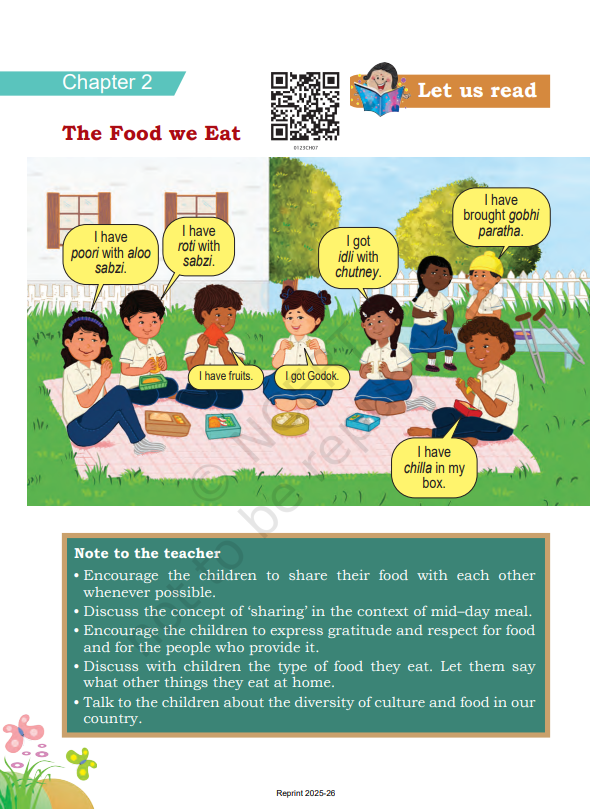 Chapter 2
Let us read
0123CH07
The Food we Eat
I have
poori with aloo
sabzi.
I have
roti with
sabzi.
I got
idli with
chutney.
I have
brought gobhi
paratha.
I have fruits.
I got Godok.
I have
chilla in my
box.
Note to the teacher
• Encourage the children to share their food with each other
whenever possible.
• Discuss the concept of ‘sharing’ in the context of mid–day meal.
• Encourage the children to express gratitude and respect for food
and for the people who provide it.
• Discuss with children the type of food they eat. Let them say
what other things they eat at home.
• Talk to the children about the diversity of culture and food in our
country.
Reprint 2025-26